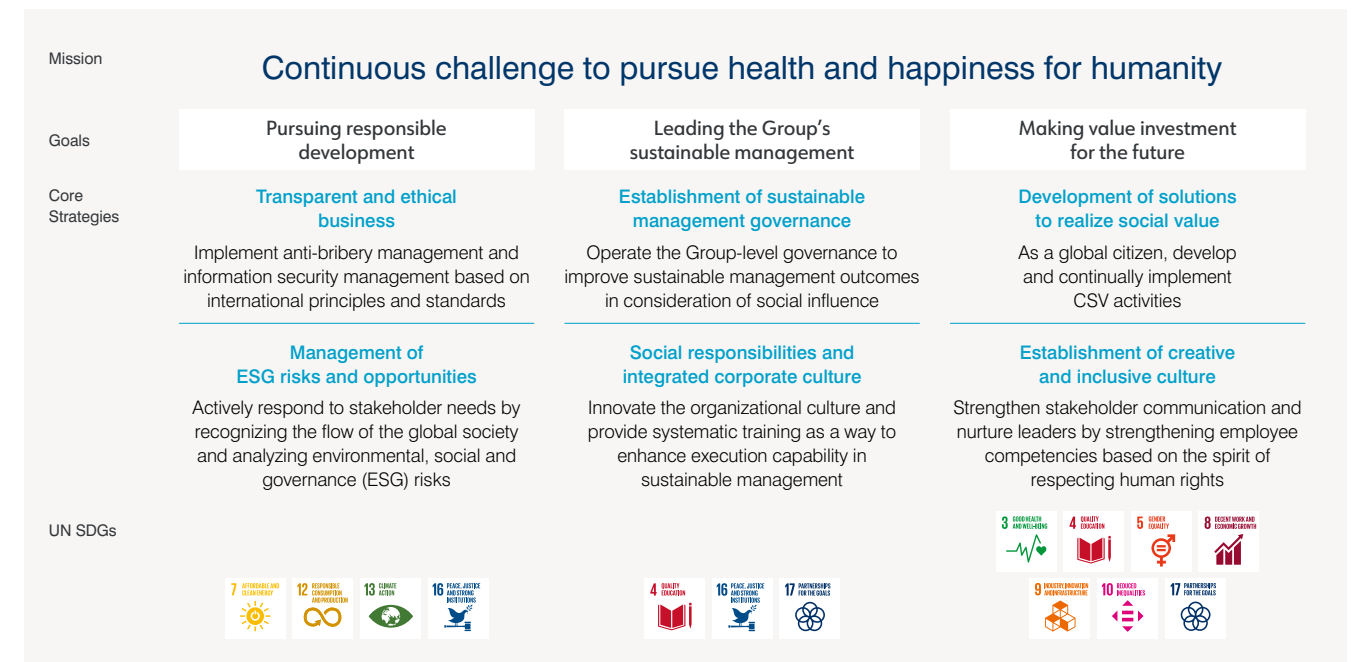 Mission
Continuous challenge to pursue health and happiness for humanity
Goals
Pursuing responsible
development
Leading the Group's
sustainable management
Making value investment
for the future
Core
Strategies
Transparent and ethical
business
Implement anti-bribery management and
information security management based on
international principles and standards
Establishment of sustainable
management governance
Operate the Group-level governance to
improve sustainable management outcomes
in consideration of social influence
Development of solutions
to realize social value
As a global citizen, develop
and continually implement
CSV activities
Management of
ESG risks and opportunities
Actively respond to stakeholder needs by
recognizing the flow of the global society
and analyzing environmental, social and
governance (ESG) risks
Social responsibilities and
integrated corporate culture
Innovate the organizational culture and
provide systematic training as a way to
enhance execution capability in
sustainable management
Establishment of creative
and inclusive culture
Strengthen stakeholder communication and
nurture leaders by strengthening employee
competencies based on the spirit of
respecting human rights
UN SDGs
7 AFFORDABLE AND
CLEAN ENERGY
12 RESPONSIBLE
CONSUMPTION
AND PRODUCTION
13 CLIMATE
ACTION
16 PEACE, JUSTICE
AND STRONG
INSTITUTIONS
4 QUALITY
EDUCATION
16 PEACE, JUSTICE
AND STRONG
INSTITUTIONS
17 PARTNERSHIPS
FOR THE GOALS
3 GOOD HEALTH
AND WELL-BEING
4 QUALITY
EDUCATION
5 GENDER
EQUALITY
8 DECENT WORK AND
ECONOMIC GROWTH
9 INDUSTRY, INNOVATION
AND INFRASTRUCTURE
10 REDUCED
INEQUALITIES
17 PARTNERSHIPS
FOR THE GOALS